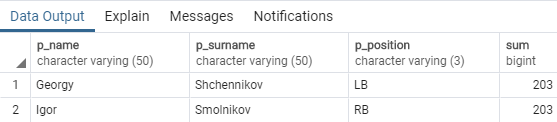 Data Output Explain Messages Notifications
p_name p_surname p_position sum
character varying (50) character varying (50) character varying (3) bigint
1 Georgy Shchennikov LB 203
2 Igor Smolnikov RB 203